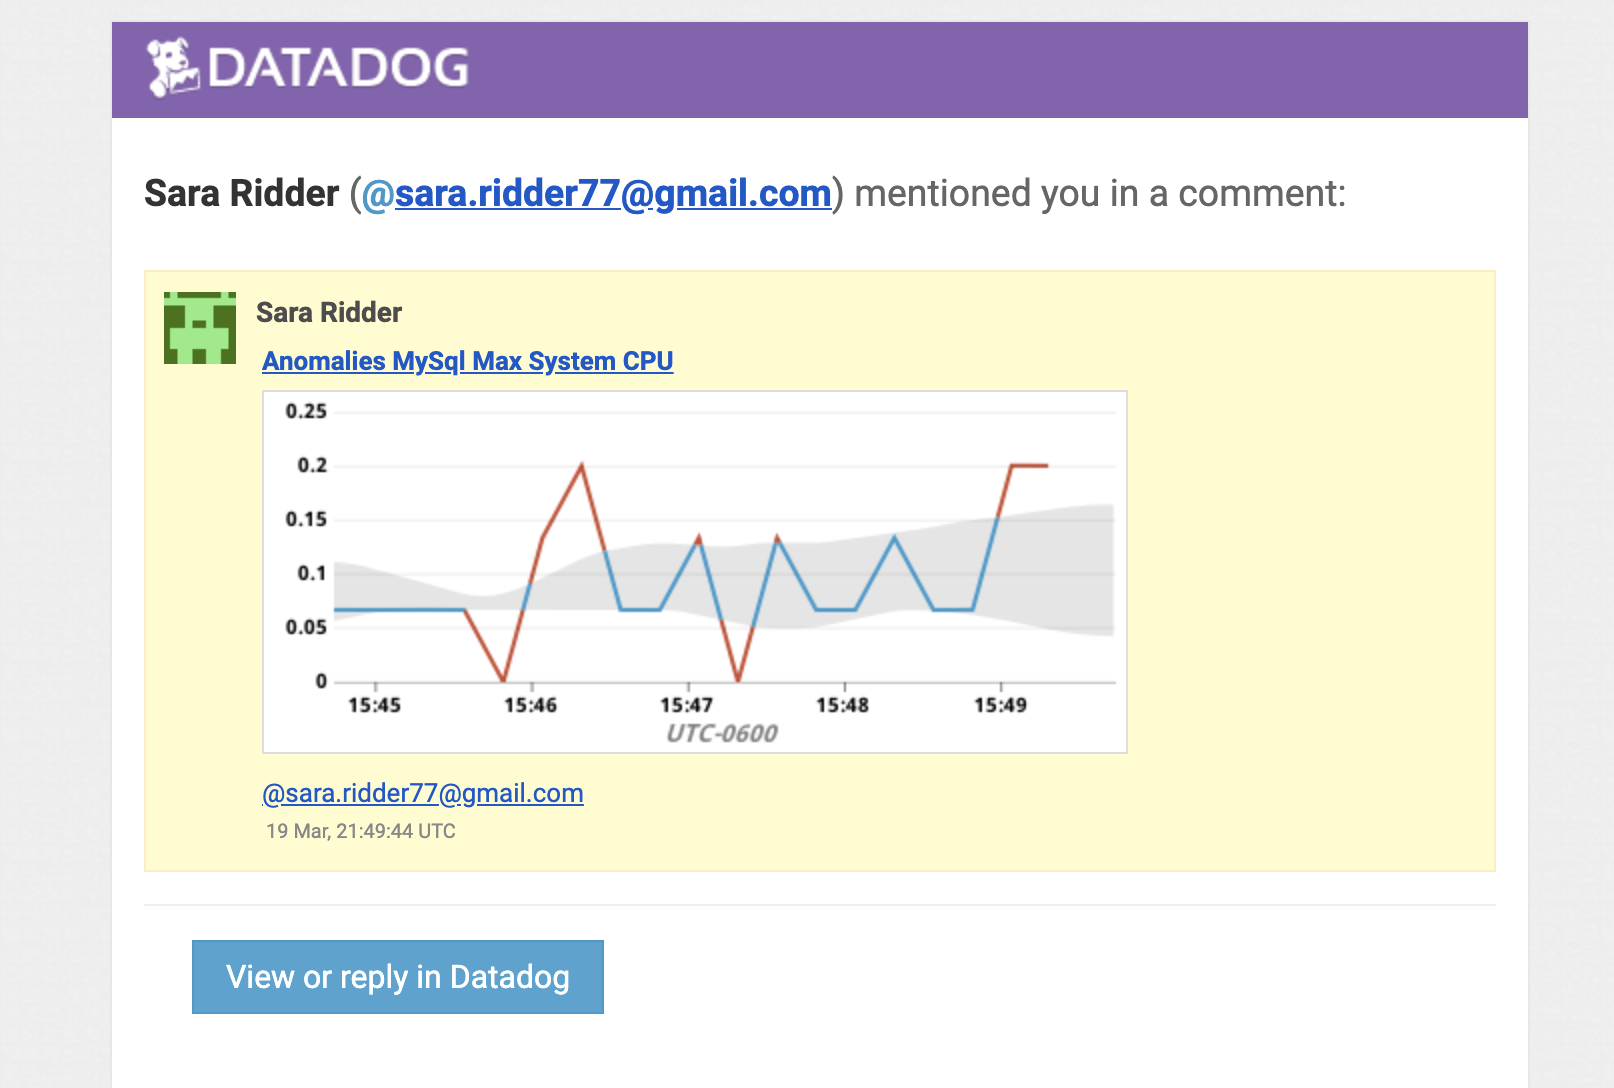 DATADOG
Sara Ridder (@sara.ridder77@gmail.com) mentioned you in a comment:
Sara Ridder
Anomalies MySql Max System CPU
0.25
0.2
0.15
0.1
0.05
0
15:45 15:46 15:47 15:48 15:49
UTC-0600
@sara.ridder77@gmail.com
19 Mar, 21:49:44 UTC
View or reply in Datadog